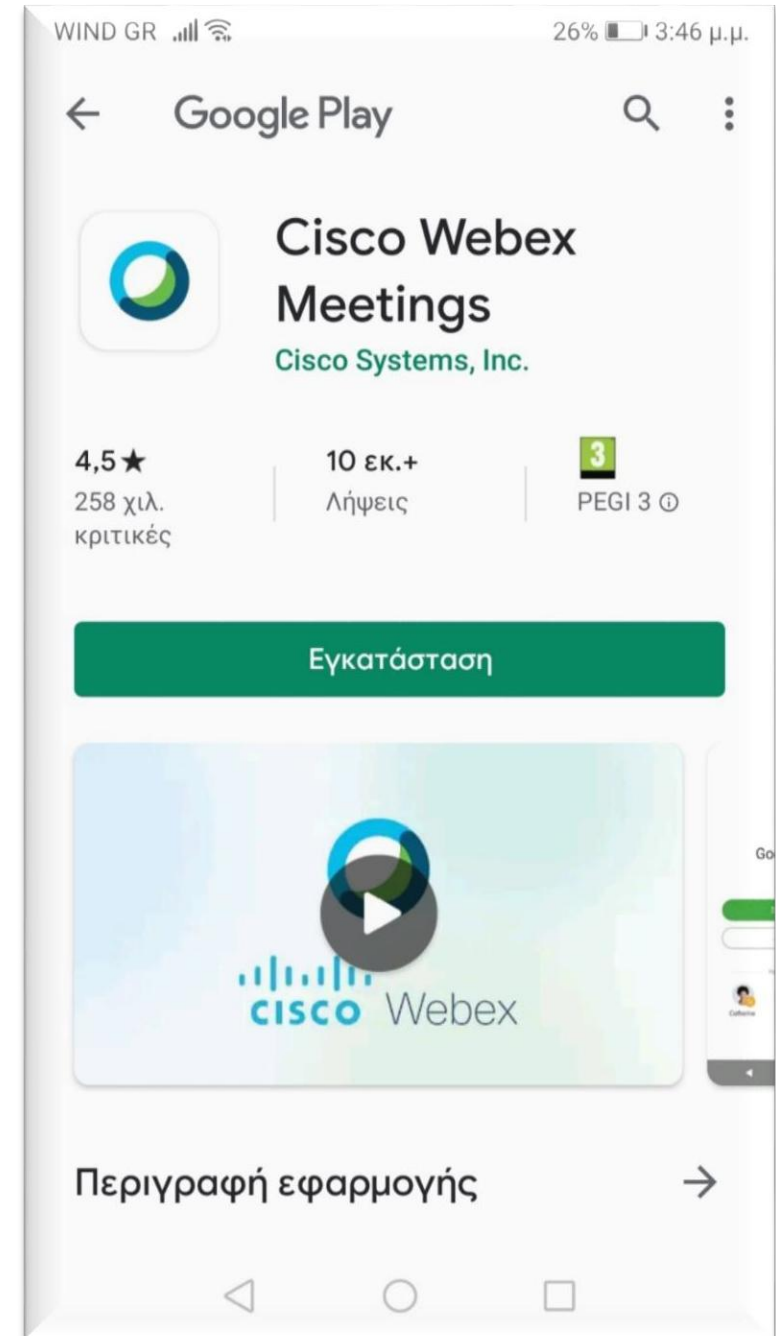 WIND GR 26% 3:46 μ.μ.
Google Play
Cisco Webex
Meetings
Cisco Systems, Inc.
4,5★
258 χιλ.
κριτικές
10 εκ.+
Λήψεις
3
PEGI 3
Εγκατάσταση
CISCO Webex
Go
Περιγραφή εφαρμογής